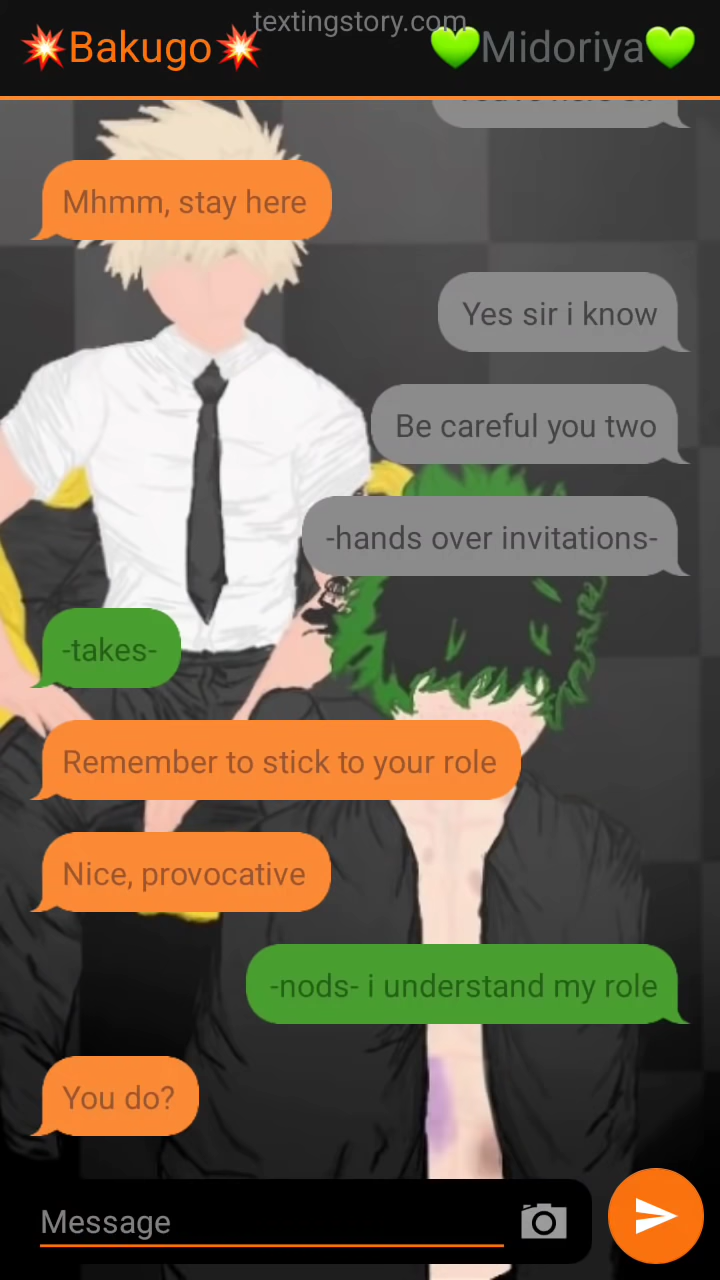 textingstory.com
💥Bakugo💥
💚Midoriya💚
Mhmm, stay here
Yes sir i know
Be careful you two
-hands over invitations-
-takes-
Remember to stick to your role
Nice, provocative
-nods- i understand my role
You do?
Message